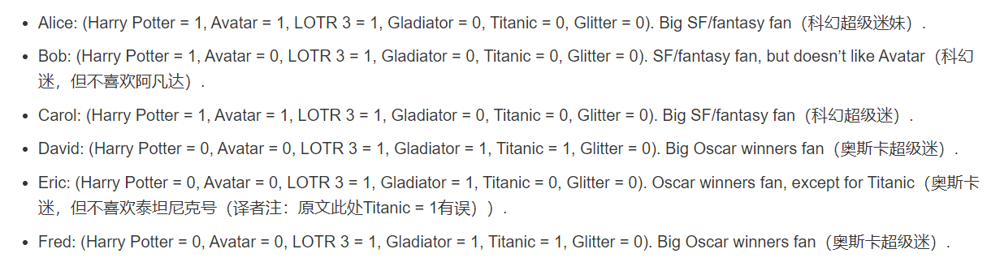 • Alice: (Harry Potter = 1, Avatar = 1, LOTR 3 = 1, Gladiator = 0, Titanic = 0, Glitter = 0). Big SF/fantasy fan（科幻超级迷妹）.
• Bob: (Harry Potter = 1, Avatar = 0, LOTR 3 = 1, Gladiator = 0, Titanic = 0, Glitter = 0). SF/fantasy fan, but doesn’t like Avatar（科幻
迷，但不喜欢阿凡达）.
• Carol: (Harry Potter = 1, Avatar = 1, LOTR 3 = 1, Gladiator = 0, Titanic = 0, Glitter = 0). Big SF/fantasy fan（科幻超级迷）.
• David: (Harry Potter = 0, Avatar = 0, LOTR 3 = 1, Gladiator = 1, Titanic = 1, Glitter = 0). Big Oscar winners fan（奥斯卡超级迷）.
• Eric: (Harry Potter = 0, Avatar = 0, LOTR 3 = 1, Gladiator = 1, Titanic = 0, Glitter = 0). Oscar winners fan, except for Titanic（奥斯卡
迷，但不喜欢泰坦尼克号（译者注：原文此处Titanic = 1有误））.
• Fred: (Harry Potter = 0, Avatar = 0, LOTR 3 = 1, Gladiator = 1, Titanic = 1, Glitter = 0). Big Oscar winners fan（奥斯卡超级迷）.